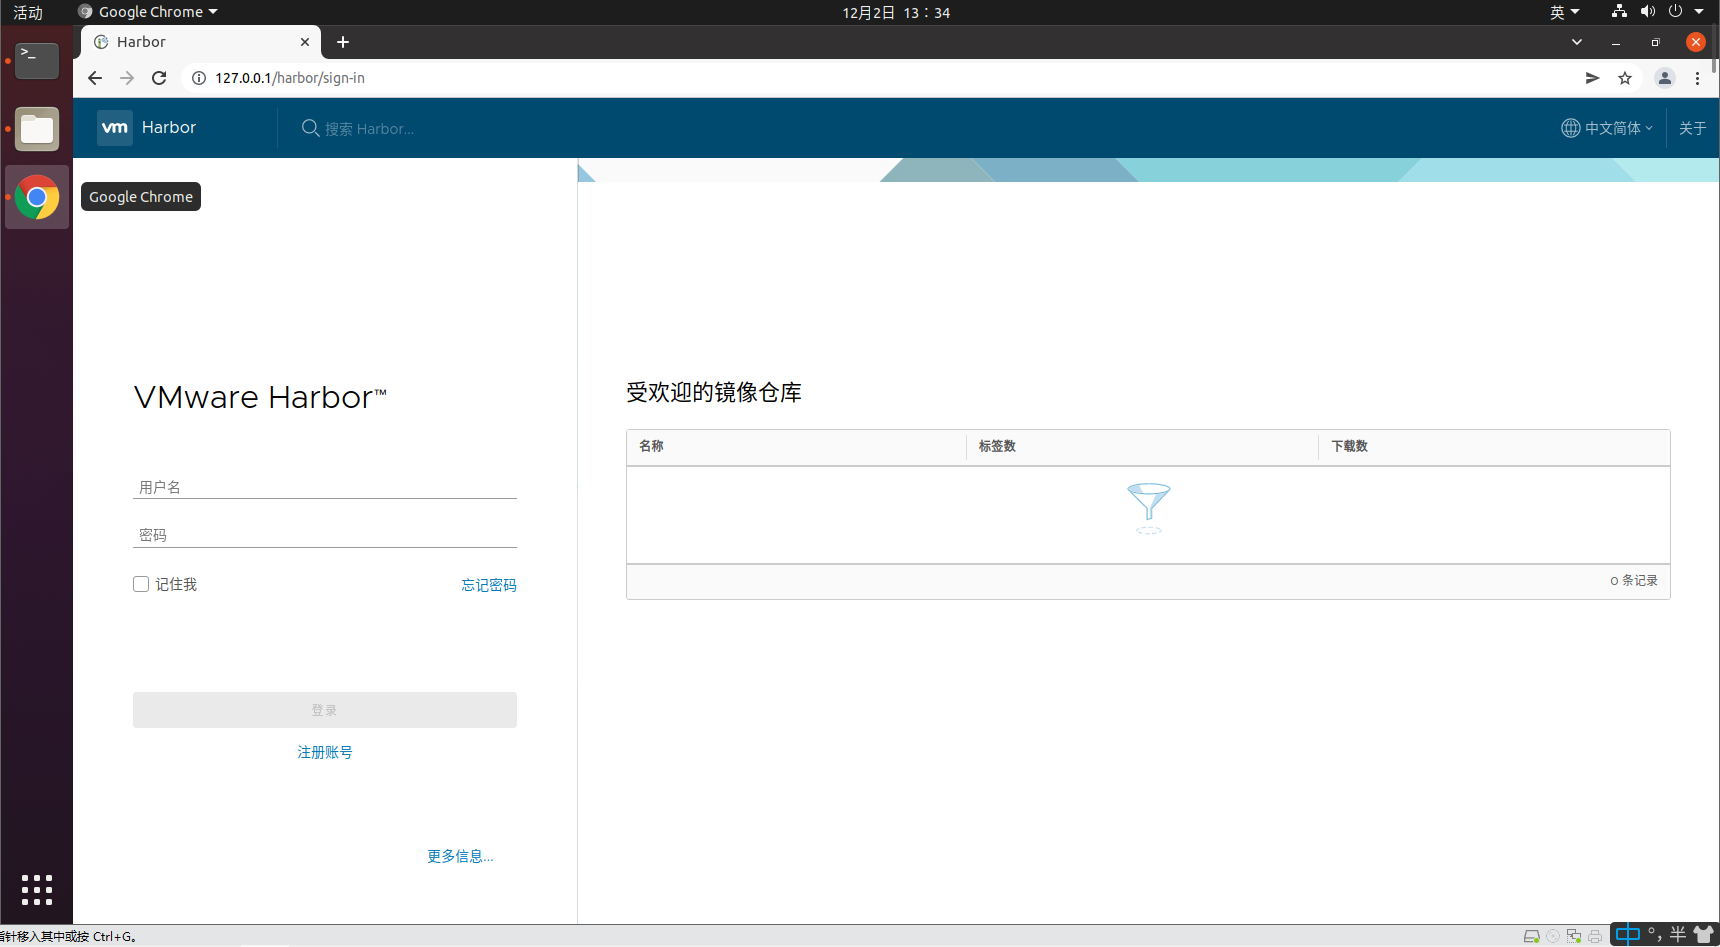 活动
Google Chrome
12月2日 13：34
英
Harbor
127.0.0.1/harbor/sign-in
vm Harbor
搜索 Harbor...
中文简体
关于
Google Chrome
VMware Harbor™
用户名
密码
记住我
忘记密码
登录
注册账号
更多信息...
受欢迎的镜像仓库
名称 标签数 下载数
0 条记录
指针移入其中或按 Ctrl+G。
中 °, 半